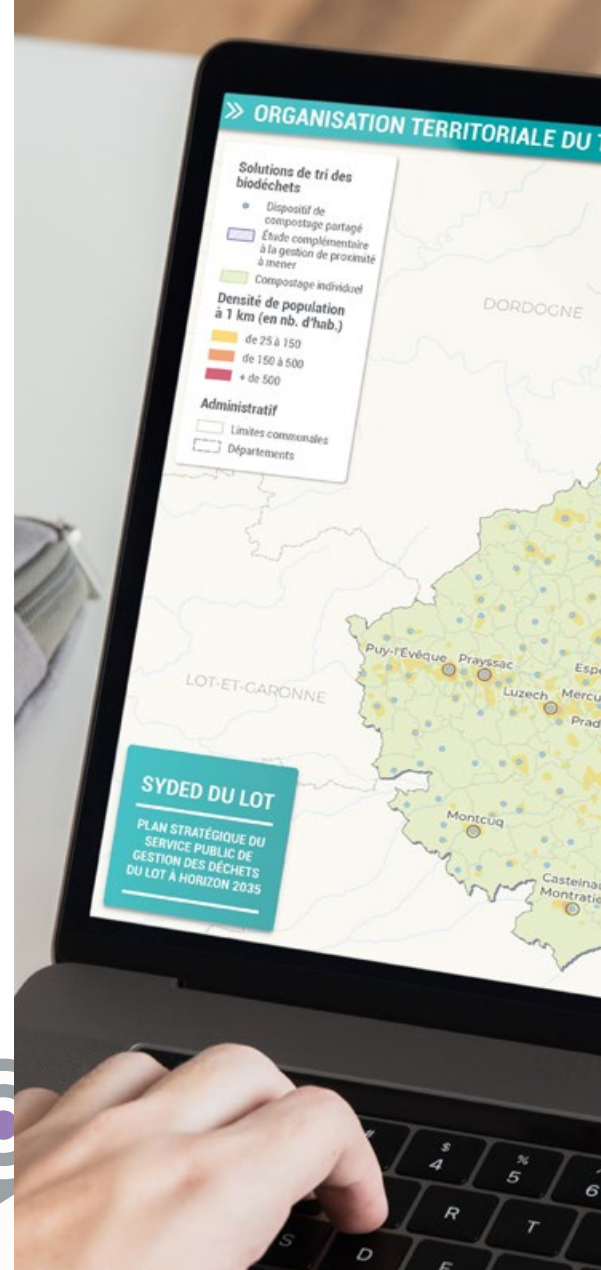 » ORGANISATION TERRITORIALE DU
Solutions de tri des
biodéchets
Dispositif de
compostage partagé
Étude complémentaire
à la gestion de proximité
à mener
Compostage individuel
Densité de population
à 1 km (en nb. d'hab.)
de 25 à 150
de 150 à 500
+ de 500
Administratif
Limites communales
Départements
DORDOGNE
LOT-ET-GARONNE
Puy-l'Évêque
Prayssac
Luzech
Espe
Mercu
Prad
Montcuq
Castelnau
Montratie
SYDED DU LOT
PLAN STRATÉGIQUE DU
SERVICE PUBLIC DE
GESTION DES DÉCHETS
DU LOT À HORIZON 2035
#
$
4
%
5
6
R
T
S
D
F